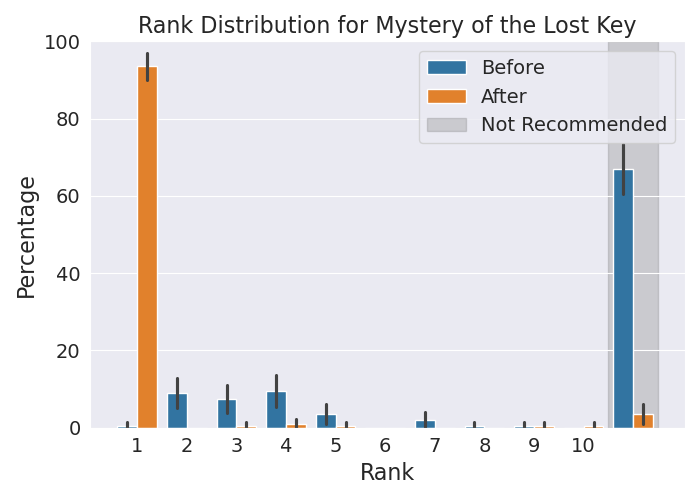 Rank Distribution for Mystery of the Lost Key
100
80
60
40
20
0
Percentage
Before
After
Not Recommended
1 2 3 4 5 6 7 8 9 10
Rank